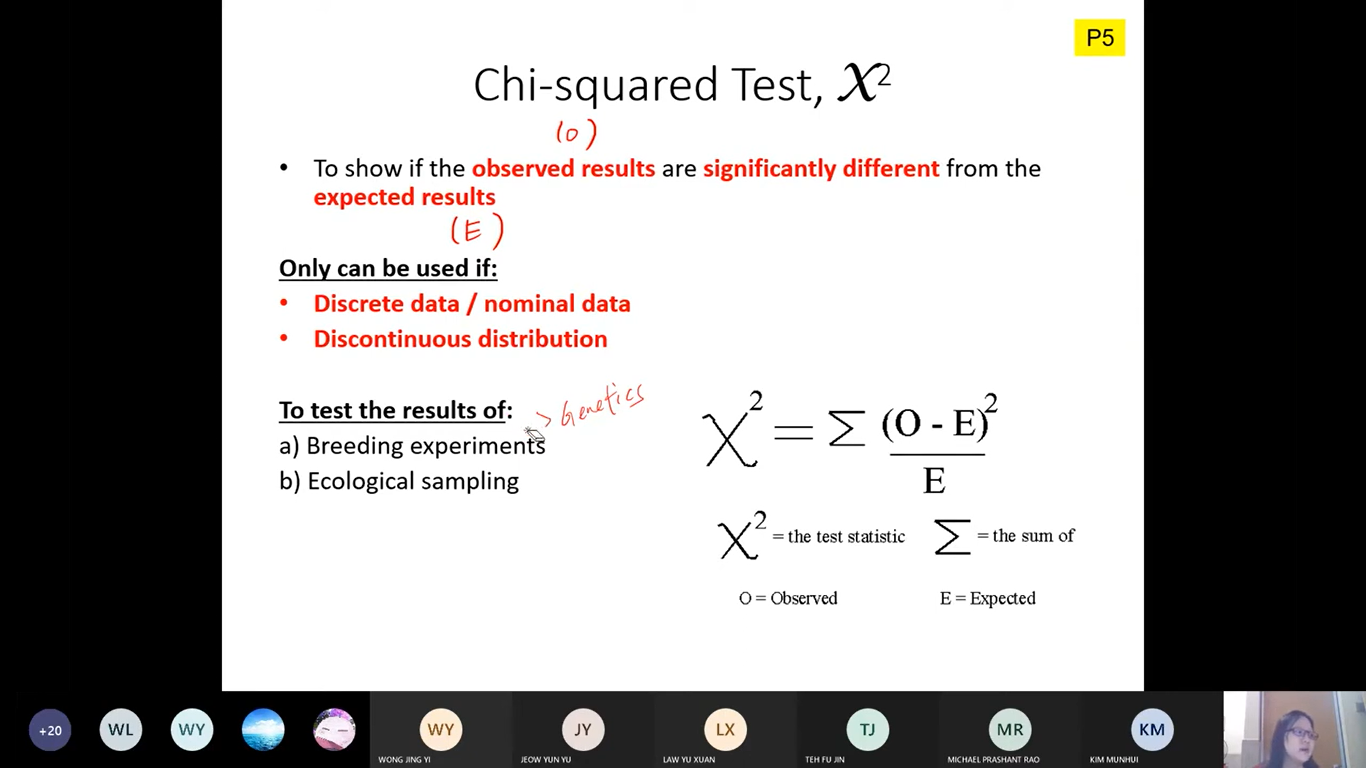 P5
Chi-squared Test, X²
(O)
• To show if the observed results are significantly different from the
expected results
(E)
Only can be used if:
• Discrete data / nominal data
• Discontinuous distribution
To test the results of:
> Genetics
a) Breeding experiments
b) Ecological sampling
χ² = Σ (O - E)²
E
χ² = the test statistic Σ = the sum of
O = Observed E = Expected
+20 WL WY WY JY LX TJ MR KM
WONG JING YI JEOW YUN YU LAW YU XUAN TEH FU JIN MICHAEL PRASHANT RAO KIM MUNHUI